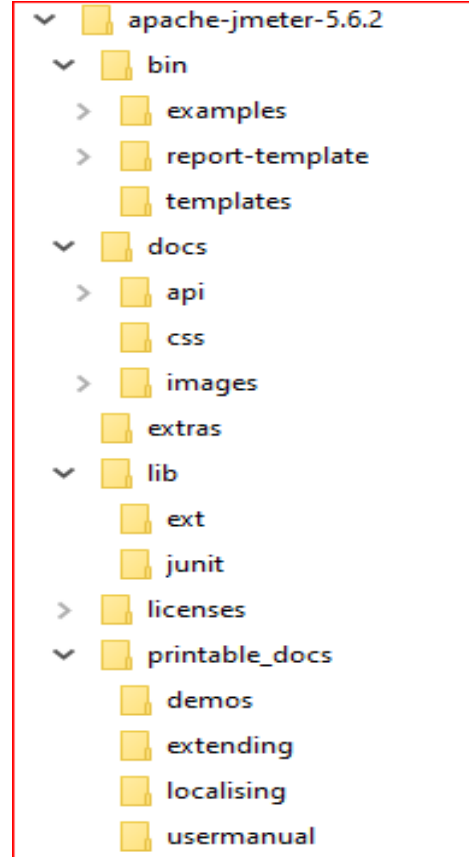 apache-jmeter-5.6.2
bin
examples
report-template
templates
docs
api
css
images
extras
lib
ext
junit
licenses
printable_docs
demos
extending
localising
usermanual